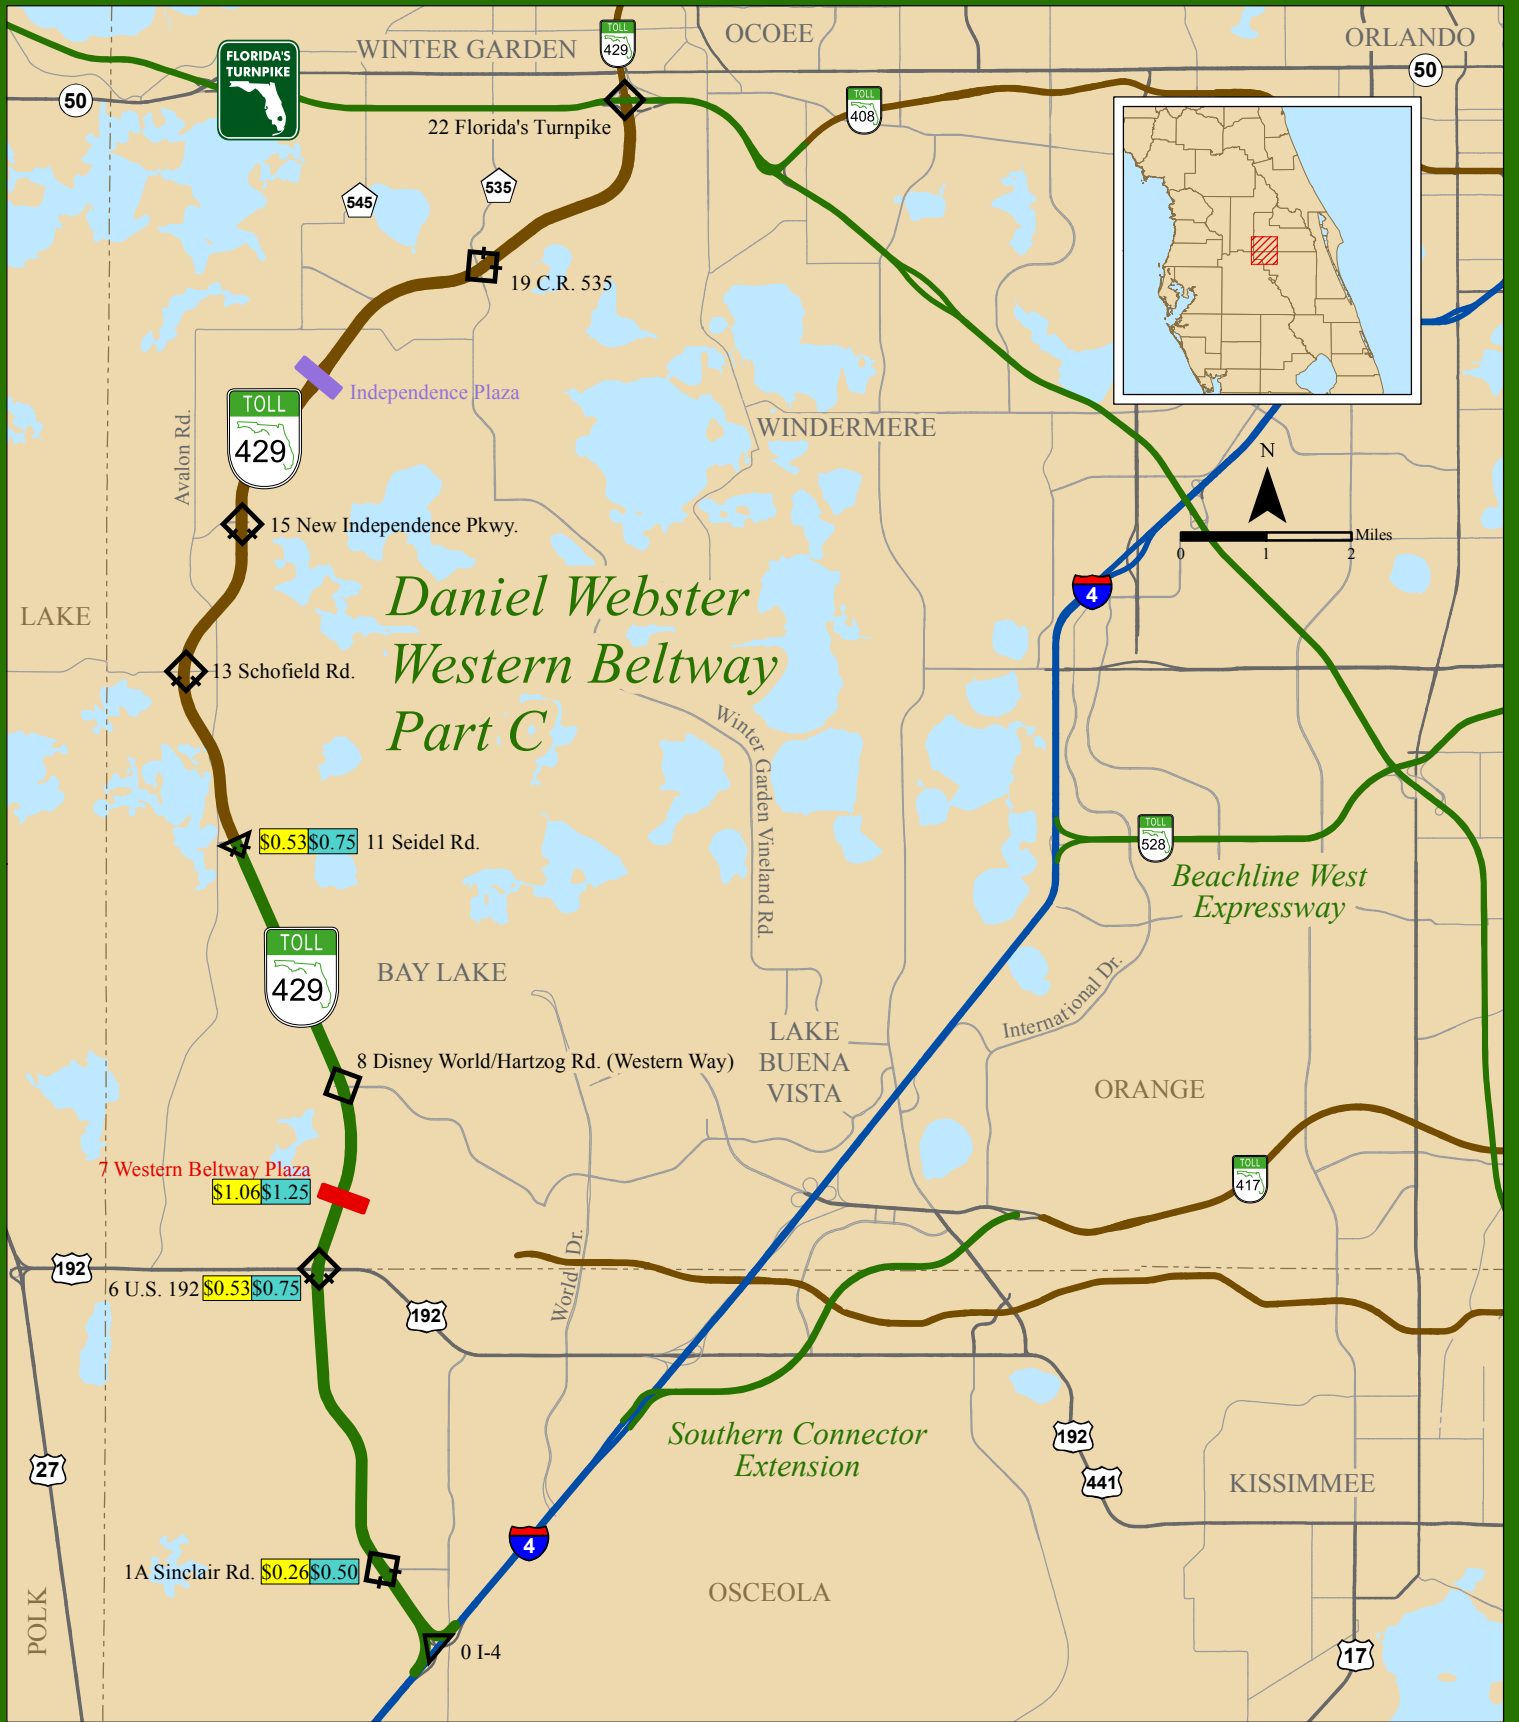 TOLL
429
OCOEE
ORLANDO
WINTER GARDEN
FLORIDA'S
TURNPIKE
50
50
TOLL
408
22 Florida's Turnpike
545
535
19 C.R. 535
Independence Plaza
TOLL
429
Avalon Rd.
WINDERMERE
N
15 New Independence Pkwy.
Miles
0
1
2
Daniel Webster
Western Beltway
Part C
4
LAKE
13 Schofield Rd.
Winter Garden Vineland Rd.
$0.53
$0.75
11 Seidel Rd.
TOLL
528
Beachline West
Expressway
TOLL
429
BAY LAKE
International Dr.
LAKE
BUENA
VISTA
8 Disney World/Hartzog Rd. (Western Way)
ORANGE
7 Western Beltway Plaza
$1.06
$1.25
TOLL
417
192
6 U.S. 192
$0.53
$0.75
World Dr.
192
Southern Connector
Extension
192
27
441
KISSIMMEE
4
1A Sinclair Rd.
$0.26
$0.50
OSCEOLA
POLK
0 I-4
17